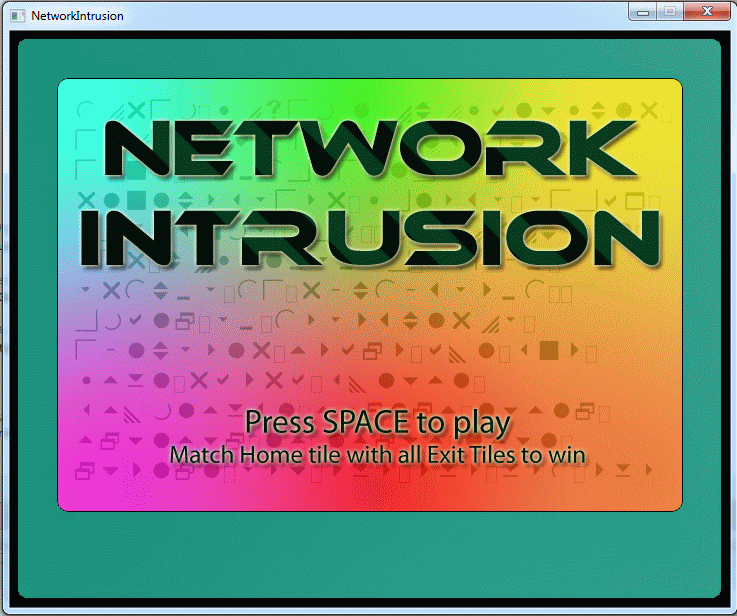 NetworkIntrusion
NETWORK
INTRUSION
Press SPACE to play
Match Home tile with all Exit Tiles to win